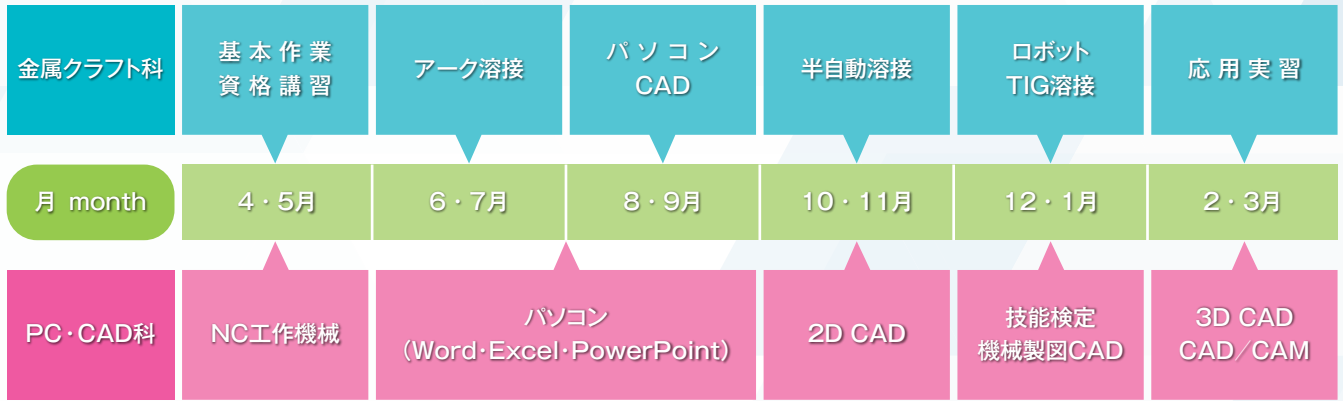 金属クラフト科
基本作業
資格講習
アーク溶接
パソコン
CAD
半自動溶接
ロボット
TIG溶接
応用実習
月 month
4・5月
6・7月
8・9月
10・11月
12・1月
2・3月
PC・CAD科
NC工作機械
パソコン
(Word・Excel・PowerPoint)
2D CAD
技能検定
機械製図CAD
3D CAD
CAD／CAM